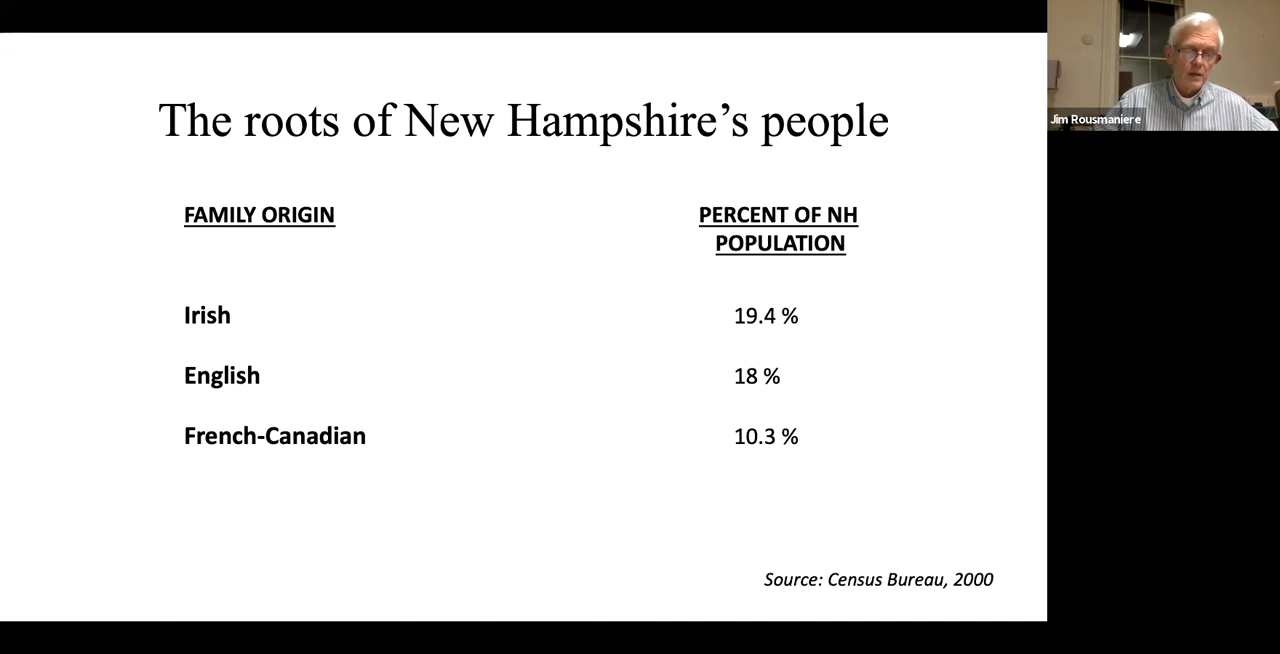 The roots of New Hampshire’s people
FAMILY ORIGIN
PERCENT OF NH
POPULATION
Irish
19.4 %
English
18 %
French-Canadian
10.3 %
Source: Census Bureau, 2000
Jim Rousmaniere